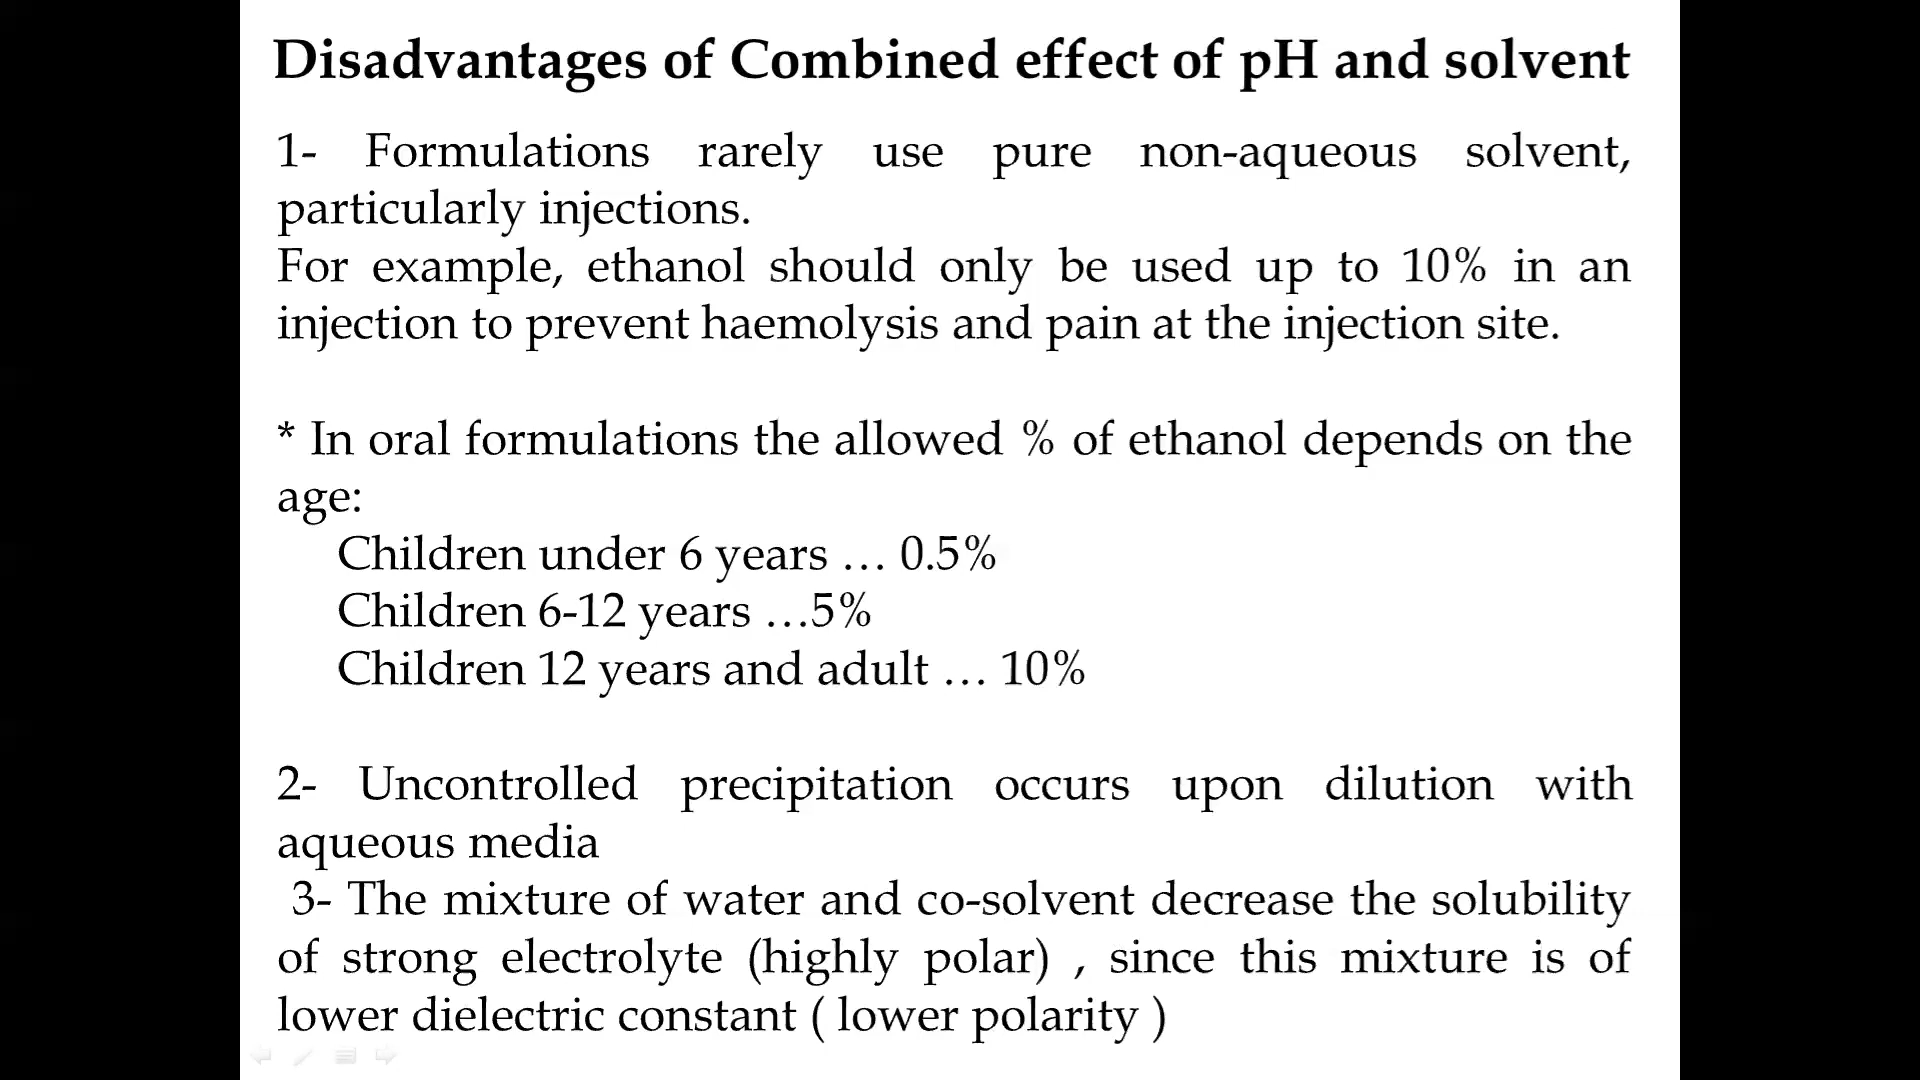 Disadvantages of Combined effect of pH and solvent
1- Formulations rarely use pure non-aqueous solvent,
particularly injections.
For example, ethanol should only be used up to 10% in an
injection to prevent haemolysis and pain at the injection site.
* In oral formulations the allowed % of ethanol depends on the
age:
Children under 6 years … 0.5%
Children 6-12 years …5%
Children 12 years and adult … 10%
2- Uncontrolled precipitation occurs upon dilution with
aqueous media
3- The mixture of water and co-solvent decrease the solubility
of strong electrolyte (highly polar) , since this mixture is of
lower dielectric constant ( lower polarity )